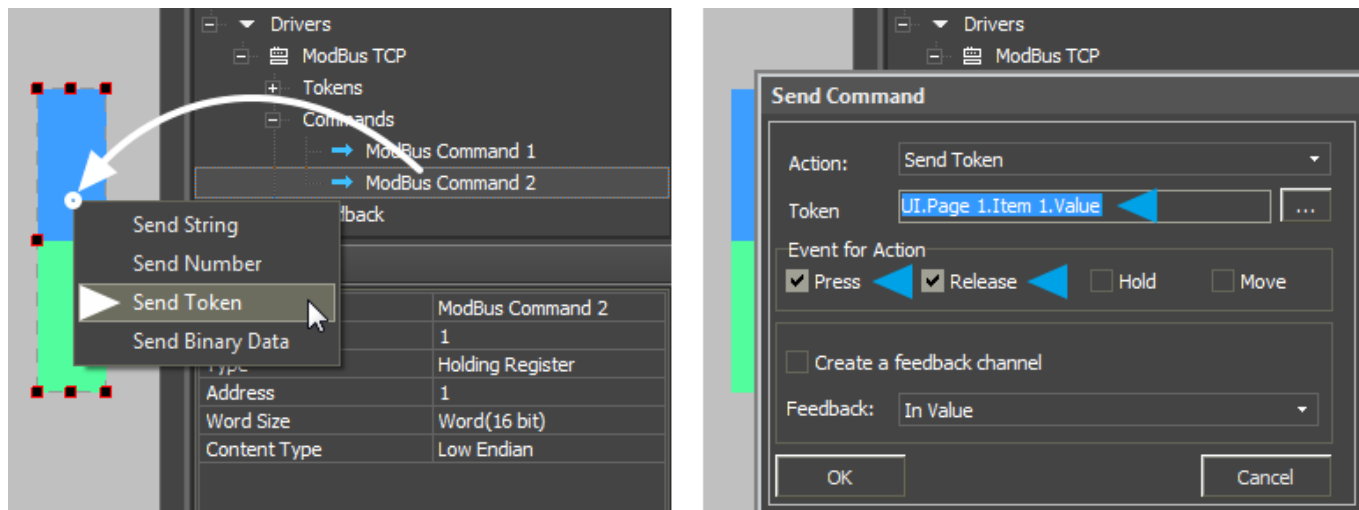 Drivers
ModBus TCP
Tokens
Commands
ModBus Command 1
ModBus Command 2
dback
Send String
Send Number
Send Token
Send Binary Data
ModBus Command 2
1
Type Holding Register
Address 1
Word Size Word(16 bit)
Content Type Low Endian
Drivers
ModBus TCP
Send Command
Action: Send Token
Token UI.Page 1.Item 1.Value ...
Event for Action
Press Release Hold Move
Create a feedback channel
Feedback: In Value
OK Cancel